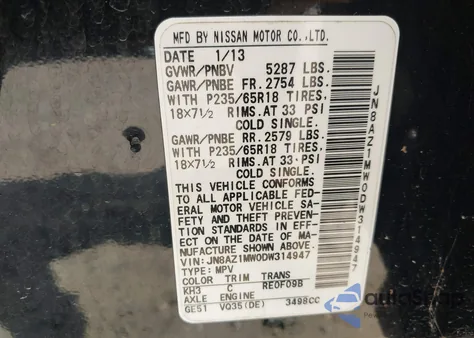 MFD BY NISSAN MOTOR CO.,LTD.
DATE 1/13
GVWR/PNBV 5287 LBS.
GAWR/PNBE FR. 2754 LBS.
WITH P235/65R18 TIRES.
18X7½ RIMS.AT 33 PSI
COLD SINGLE.
GAWR/PNBE RR. 2579 LBS.
WITH P235/65R18 TIRES.
18X7½ RIMS.AT 33 PSI
COLD SINGLE.
THIS VEHICLE CONFORMS
TO ALL APPLICABLE FED-
ERAL MOTOR VEHICLE SA-
FETY AND THEFT PREVENT-
ION STANDARDS IN EFF-
ECT ON THE DATE OF MA-
NUFACTURE SHOWN ABOVE.
VIN:JN8AZ1MW0DW314947
TYPE: MPV
COLOR TRIM TRANS
KH3 C RE0F09B
AXLE ENGINE
GE51 VQ35(DE) 3498CC
JN8AZ1MW0DW314947